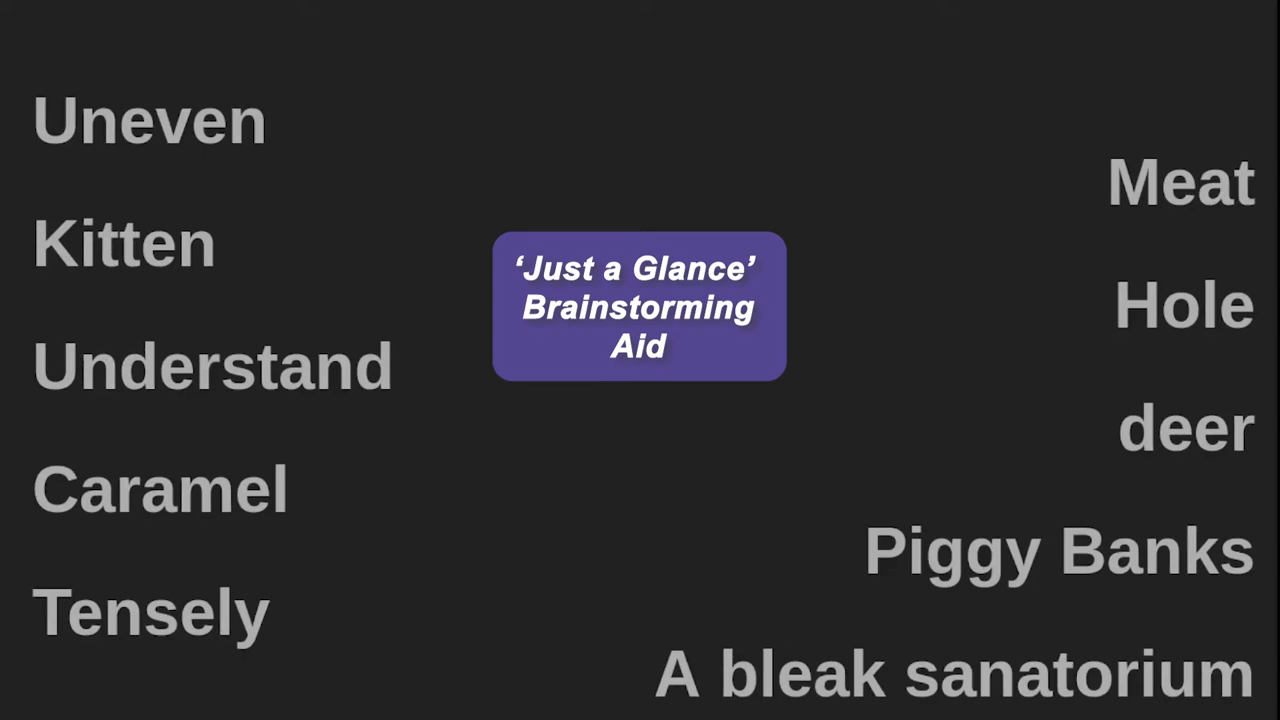 Uneven
Kitten
Understand
Caramel
Tensely
‘Just a Glance’
Brainstorming
Aid
Meat
Hole
deer
Piggy Banks
A bleak sanatorium